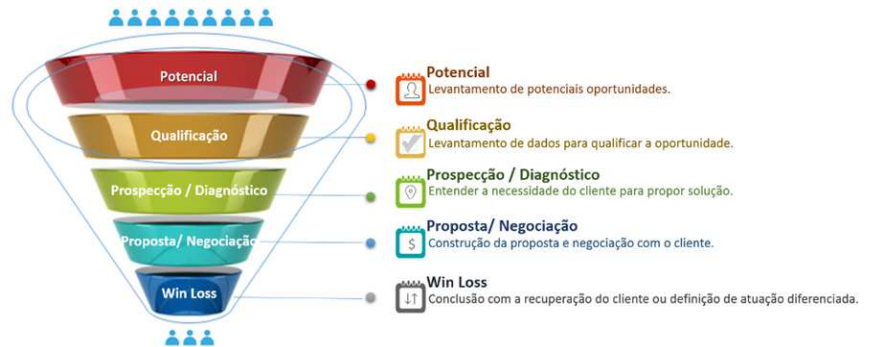 Potencial
Qualificação
Prospecção / Diagnóstico
Proposta/ Negociação
Win Loss
Potencial
Levantamento de potenciais oportunidades.
Qualificação
Levantamento de dados para qualificar a oportunidade.
Prospecção / Diagnóstico
Entender a necessidade do cliente para propor solução.
$
Proposta/ Negociação
Construção da proposta e negociação com o cliente.
Win Loss
Conclusão com a recuperação do cliente ou definição de atuação diferenciada.